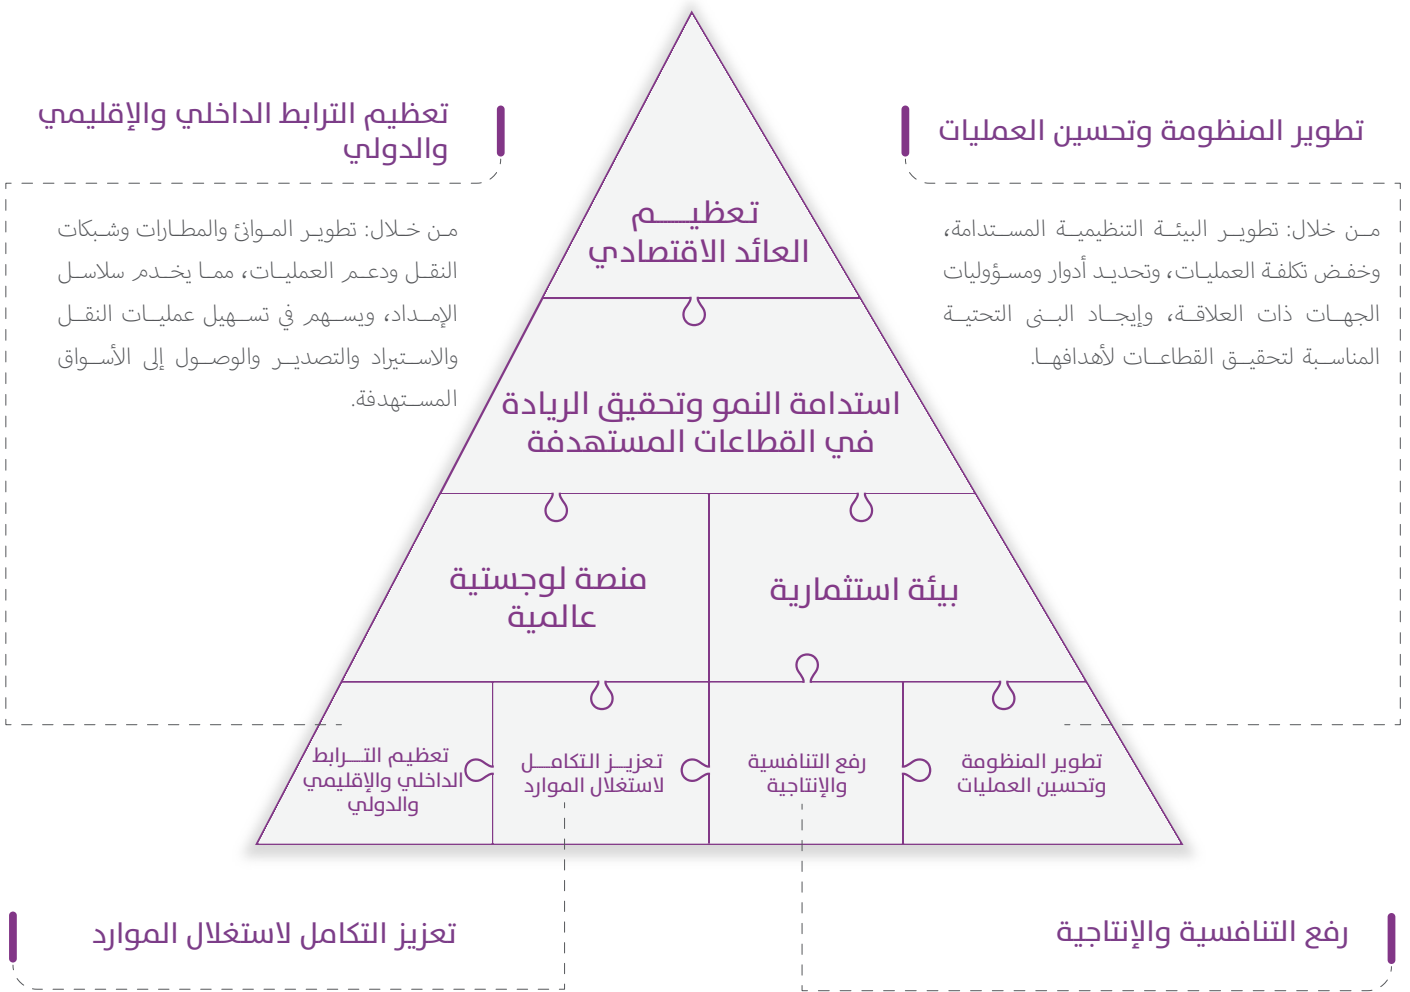 تطوير المنظومة وتحسين العمليات
من خلال: تطوير البيئة التنظيمية المستدامة،
وخفض تكلفة العمليات، وتحديد أدوار ومسؤوليات
الجهات ذات العلاقة، وإيجاد البنى التحتية
المناسبة لتحقيق القطاعات لأهدافها.
تعظيم الترابط الداخلي والإقليمي
والدولي
من خلال: تطوير الموانئ والمطارات وشبكات
النقل ودعم العمليات، مما يخدم سلاسل
الإمداد، ويسهم في تسهيل عمليات النقل
والاستيراد والتصدير والوصول إلى الأسواق
المستهدفة.
تعظيم
العائد الاقتصادي
استدامة النمو وتحقيق الريادة
في القطاعات المستهدفة
بيئة استثمارية
منصة لوجستية
عالمية
تطوير المنظومة
وتحسين العمليات
رفع التنافسية
والإنتاجية
تعزيز التكامل
لاستغلال الموارد
تعظيم الترابط
الداخلي والإقليمي
والدولي
رفع التنافسية والإنتاجية
تعزيز التكامل لاستغلال الموارد